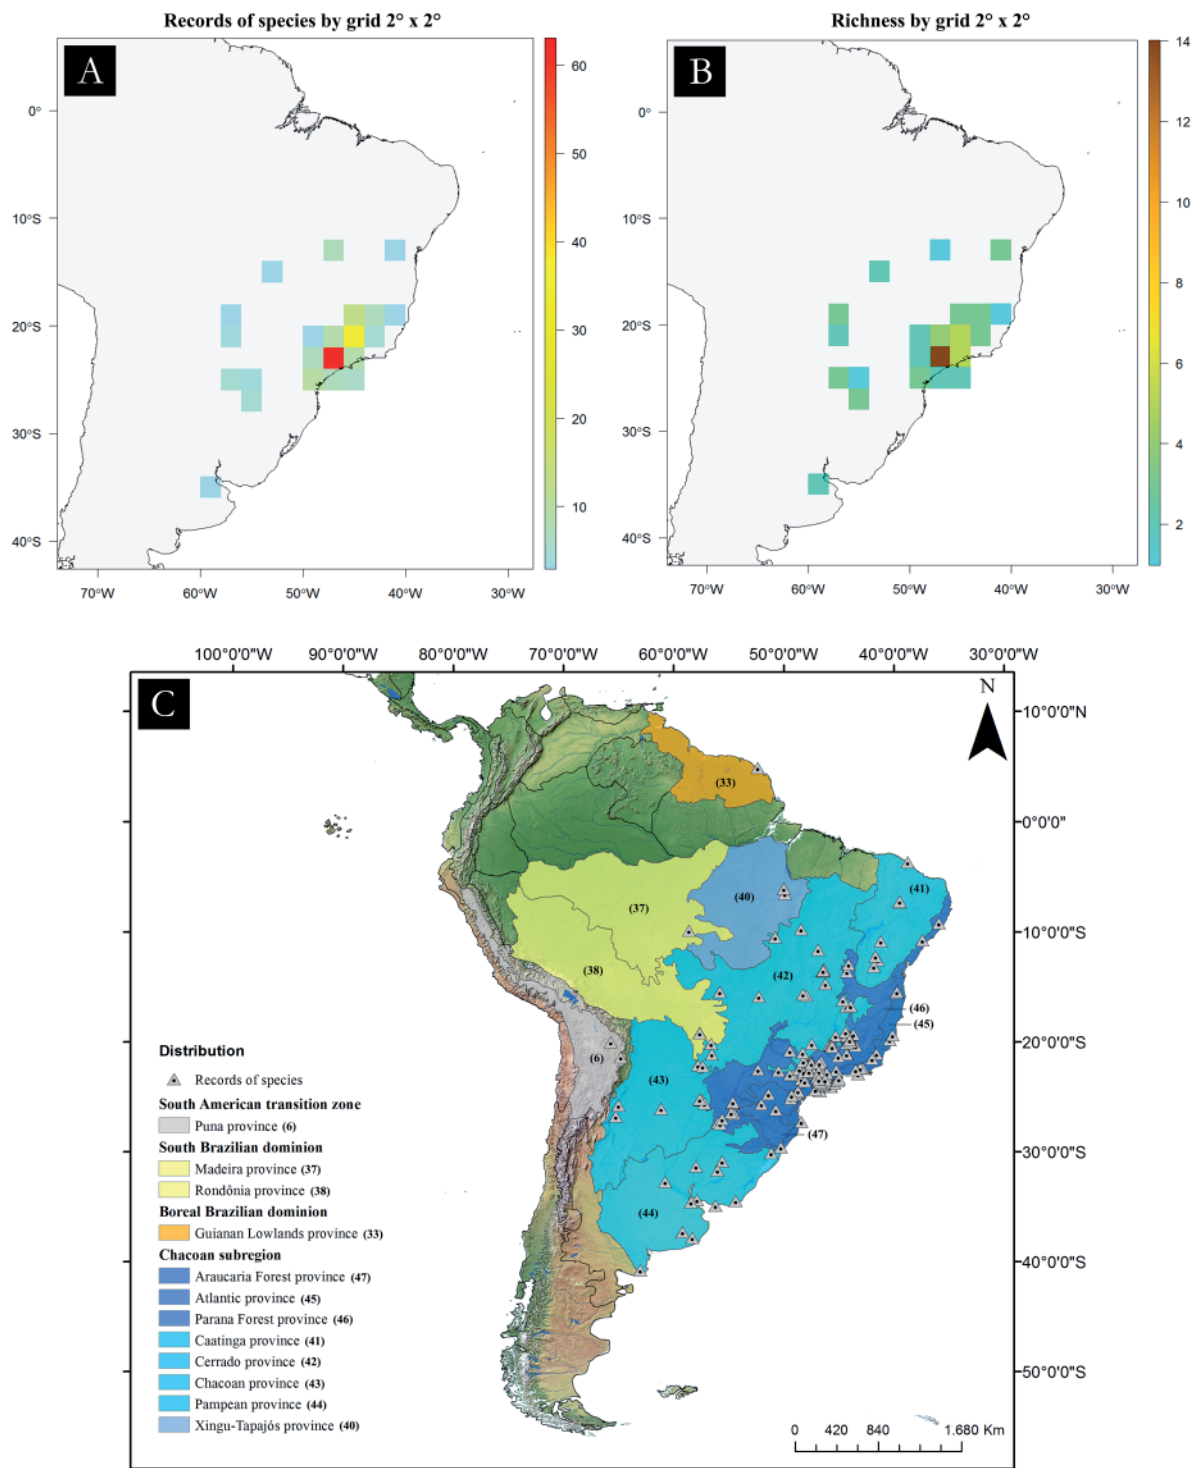 Records of species by grid 2° x 2°
A
0°
10°S
20°S
30°S
40°S
70°W
60°W
50°W
40°W
30°W
60
50
40
30
20
10
Richness by grid 2° x 2°
B
0°
10°S
20°S
30°S
40°S
70°W
60°W
50°W
40°W
30°W
14
12
10
8
6
4
2
100°0'0"W
90°0'0"W
80°0'0"W
70°0'0"W
60°0'0"W
50°0'0"W
40°0'0"W
30°0'0"W
C
N
10°0'0"N
0°0'0"
10°0'0"S
20°0'0"S
30°0'0"S
40°0'0"S
50°0'0"S
(33)
(41)
(40)
(37)
(42)
(38)
(46)
(45)
(6)
(43)
(47)
(44)
Distribution
Records of species
South American transition zone
Puna province (6)
South Brazilian dominion
Madeira province (37)
Rondônia province (38)
Boreal Brazilian dominion
Guianan Lowlands province (33)
Chacoan subregion
Araucaria Forest province (47)
Atlantic province (45)
Parana Forest province (46)
Caatinga province (41)
Cerrado province (42)
Chacoan province (43)
Pampean province (44)
Xingu-Tapajós province (40)
0 420 840 1.680 Km